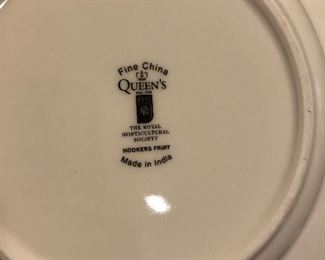 Fine China
QUEEN'S
THE ROYAL
HORTICULTURAL
SOCIETY
HOOKERS FRUIT
Made in India